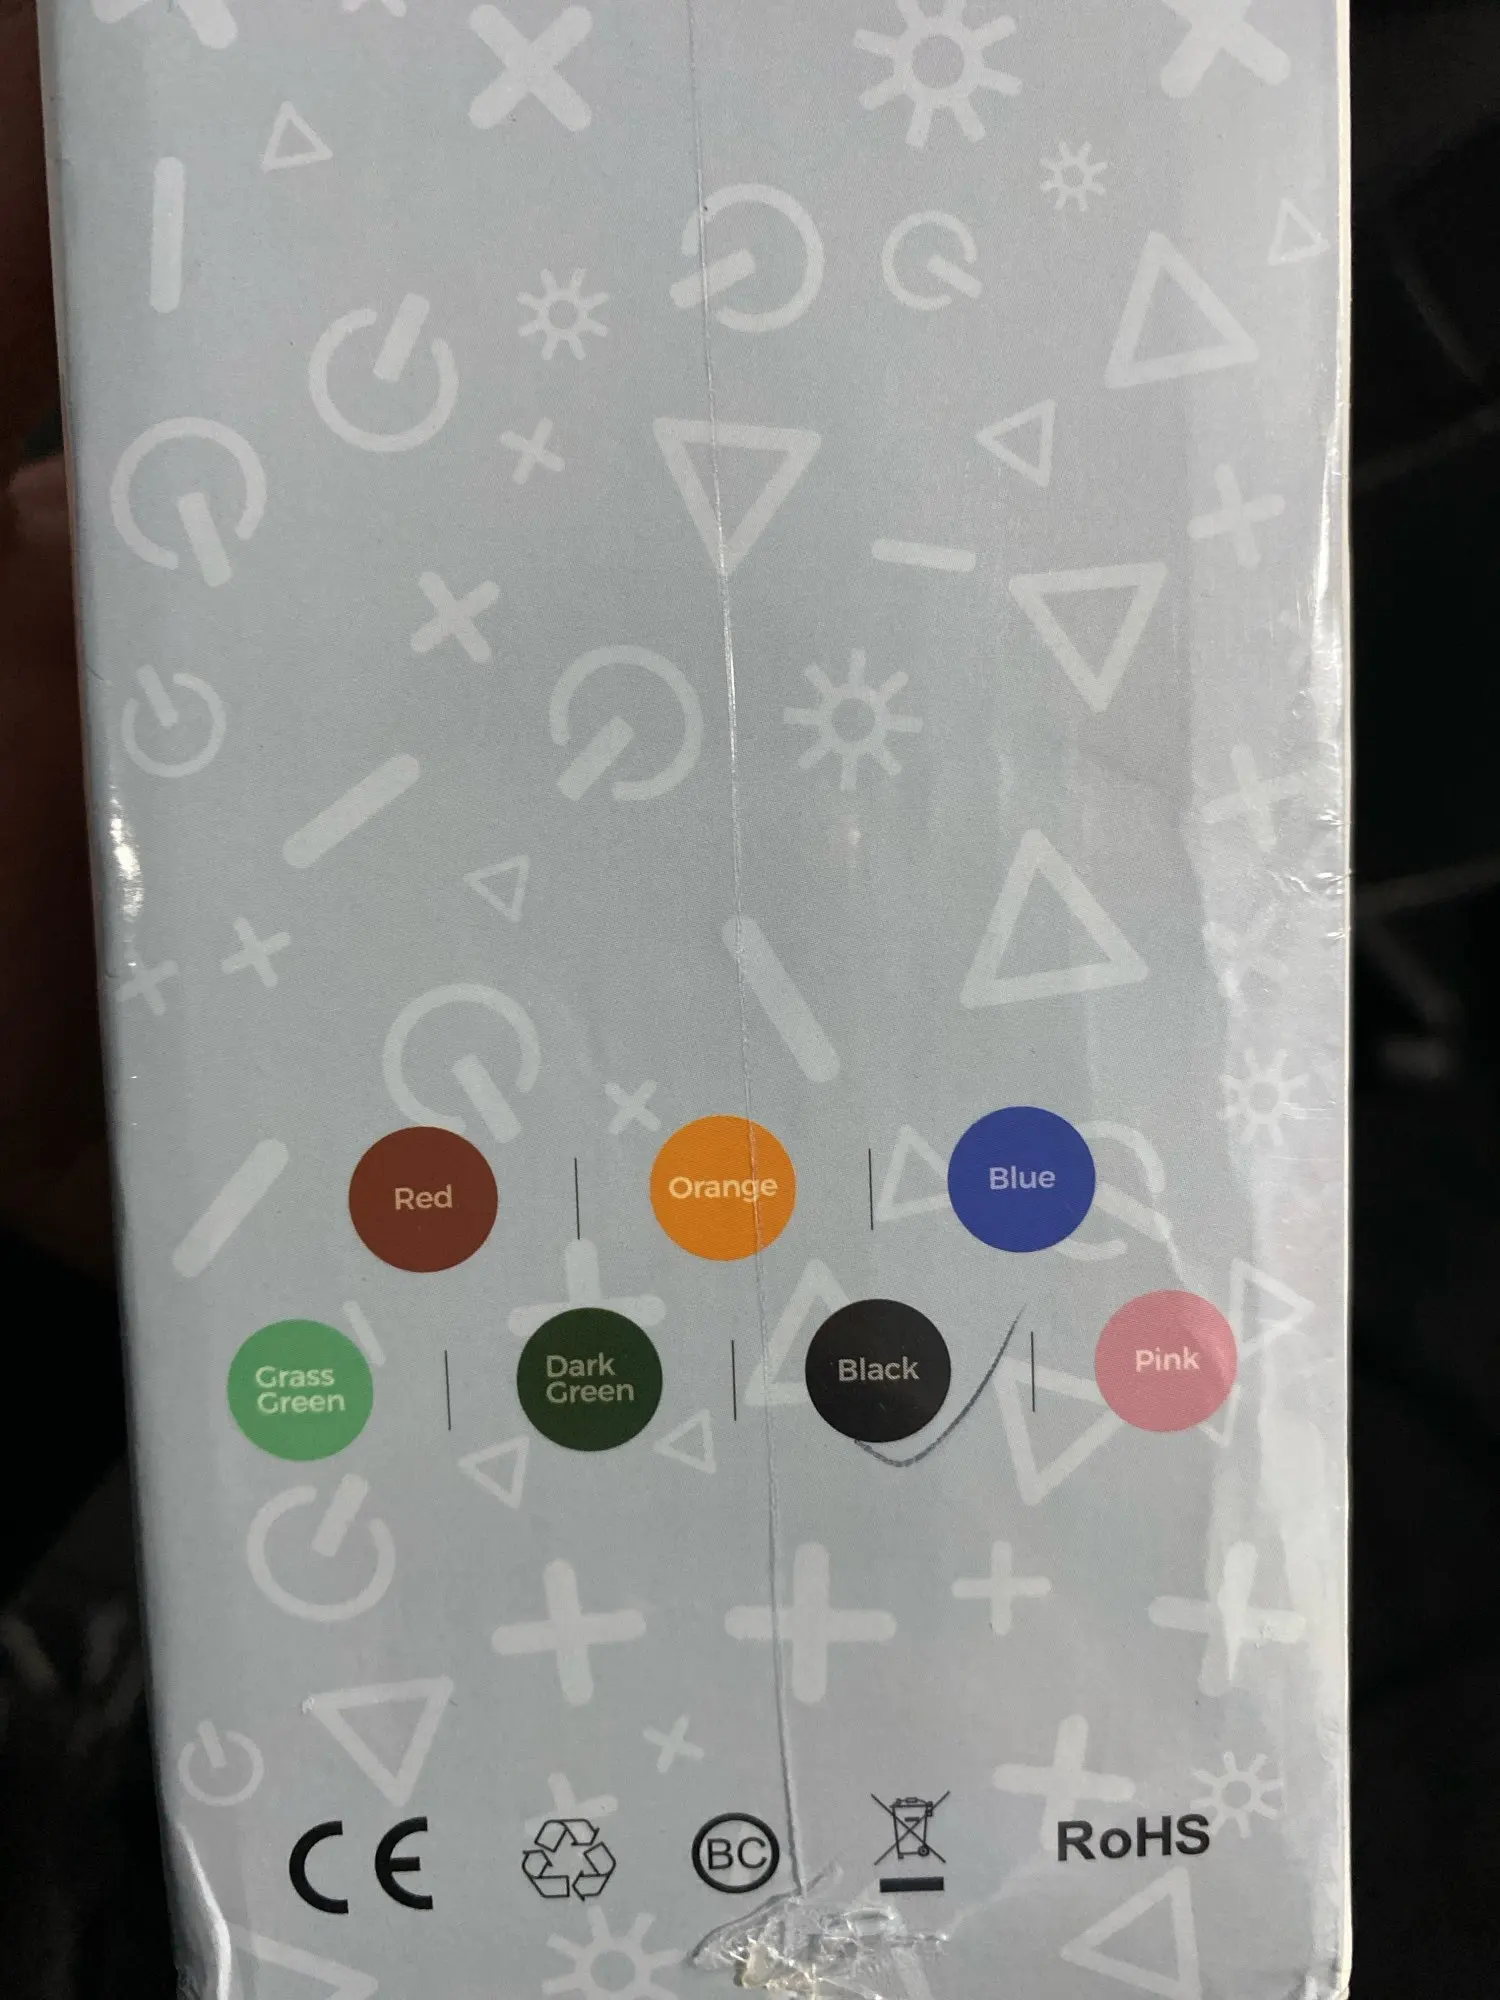 Red
Orange
Blue
Grass
Green
Dark
Green
Black
Pink
CE
BC
RoHS